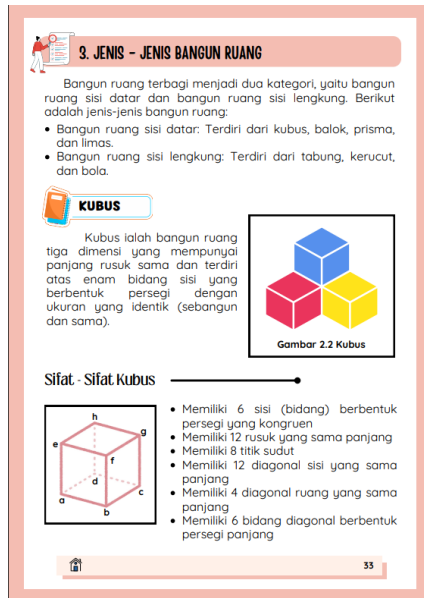 3. JENIS - JENIS BANGUN RUANG
Bangun ruang terbagi menjadi dua kategori, yaitu bangun
ruang sisi datar dan bangun ruang sisi lengkung. Berikut
adalah jenis-jenis bangun ruang:
• Bangun ruang sisi datar: Terdiri dari kubus, balok, prisma,
dan limas.
• Bangun ruang sisi lengkung: Terdiri dari tabung, kerucut,
dan bola.
KUBUS
Kubus ialah bangun ruang
tiga dimensi yang mempunyai
panjang rusuk sama dan terdiri
atas enam bidang sisi yang
berbentuk persegi dengan
ukuran yang identik (sebangun
dan sama).
Gambar 2.2 Kubus
Sifat - Sifat Kubus
h
g
e
f
d
c
a
b
• Memiliki 6 sisi (bidang) berbentuk
persegi yang kongruen
• Memiliki 12 rusuk yang sama panjang
• Memiliki 8 titik sudut
• Memiliki 12 diagonal sisi yang sama
panjang
• Memiliki 4 diagonal ruang yang sama
panjang
• Memiliki 6 bidang diagonal berbentuk
persegi panjang
33